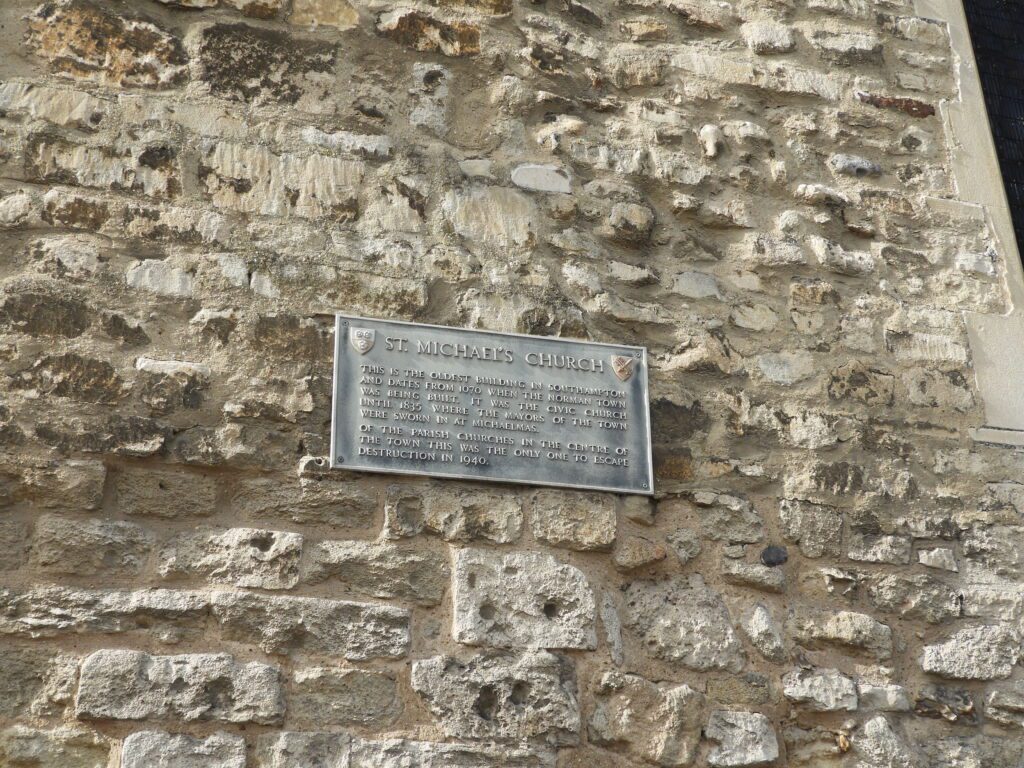 ST. MICHAEL'S CHURCH
THIS IS THE OLDEST BUILDING IN SOUTHAMPTON
AND DATES FROM 1070 WHEN THE NORMAN TOWN
WAS BEING BUILT. IT WAS THE CIVIC CHURCH
UNTIL 1835 WHERE THE MAYORS OF THE TOWN
WERE SWORN IN AT MICHAELMAS.
OF THE PARISH CHURCHES IN THE CENTRE OF
THE TOWN THIS WAS THE ONLY ONE TO ESCAPE
DESTRUCTION IN 1940.